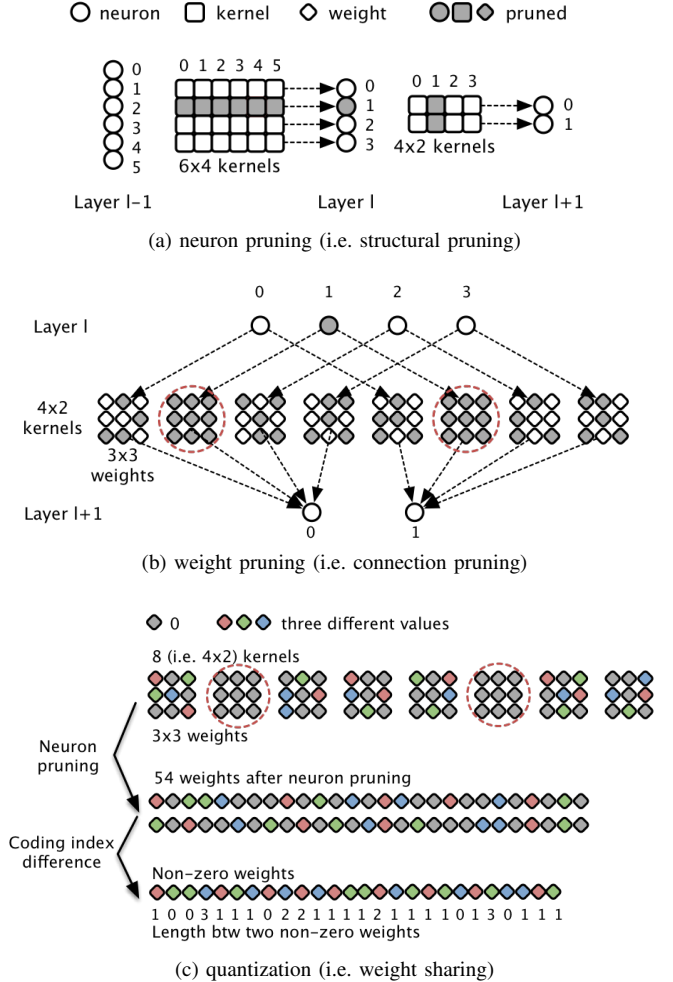 neuron kernel weight pruned
0 1 2 3 4 5
0 1 2 3
0
1
2
3
4
5
0
1
2
3
0
1
6x4 kernels
4x2 kernels
Layer l-1
Layer l
Layer l+1
(a) neuron pruning (i.e. structural pruning)
0 1 2 3
Layer l
4x2
kernels
3x3
weights
Layer l+1
0 1
(b) weight pruning (i.e. connection pruning)
0 three different values
8 (i.e. 4x2) kernels
3x3 weights
Neuron
pruning
54 weights after neuron pruning
Coding index
difference
Non-zero weights
1 0 0 3 1 1 1 0 2 2 1 1 1 1 2 1 1 1 1 0 1 3 0 1 1 1
Length btw two non-zero weights
(c) quantization (i.e. weight sharing)